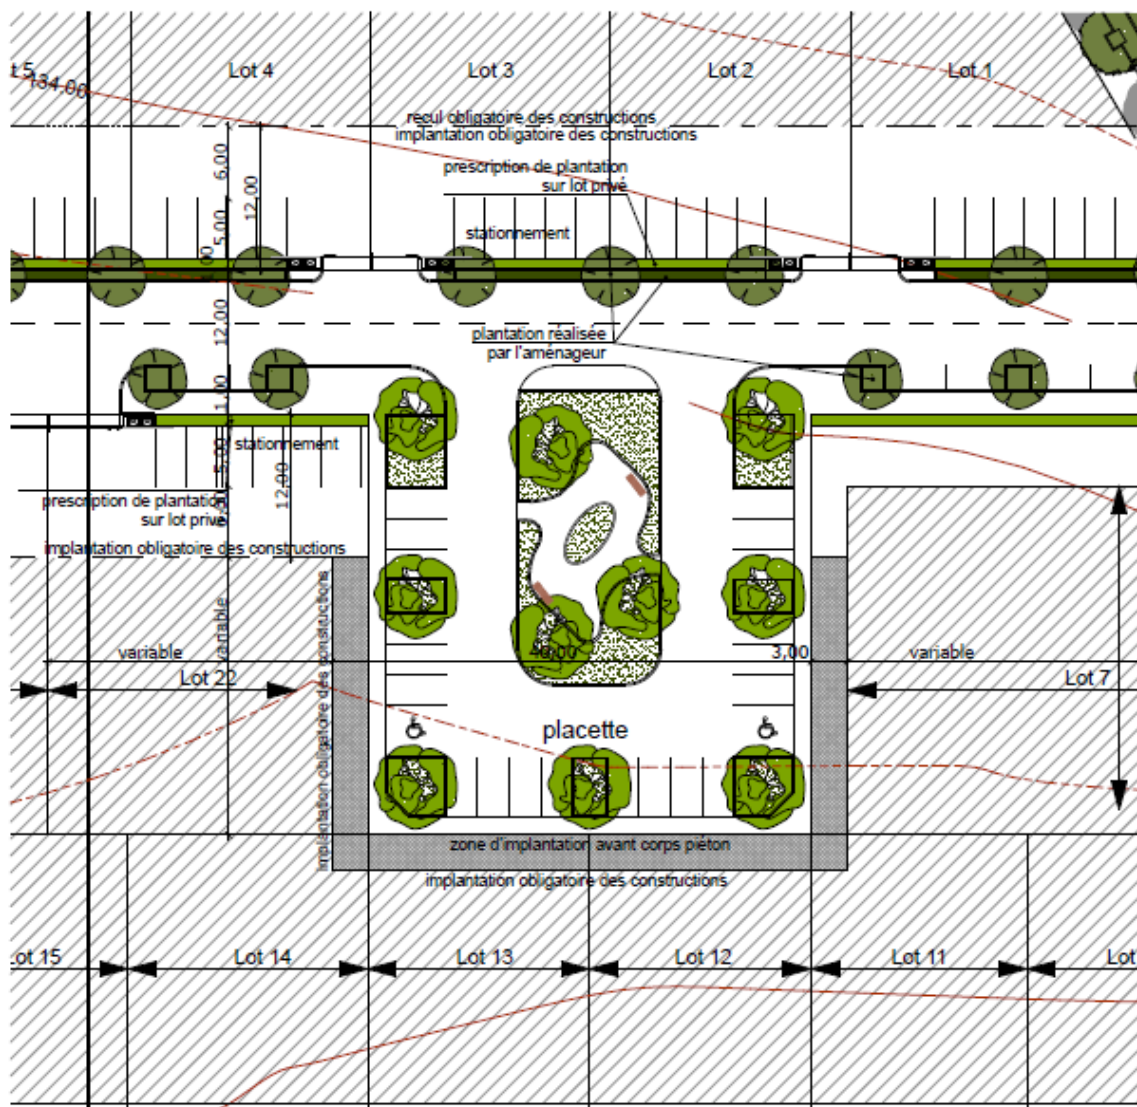 t 5
134.00
Lot 4
Lot 3
Lot 2
Lot 1
recul obligatoire des constructions
implantation obligatoire des constructions
prescription de plantation
sur lot privé
stationnement
6,00
5,00
12,00
12,00
1,00
plantation réalisée
par l'aménageur
stationnement
5,00
12,00
prescription de plantation
sur lot privé
implantation obligatoire des constructions
implantation obligatoire des constructions
variable
variable
40,00
3,00
variable
Lot 22
Lot 7
placette
zone d'implantation avant corps piéton
implantation obligatoire des constructions
ot 15
Lot 14
Lot 13
Lot 12
Lot 11
Lot